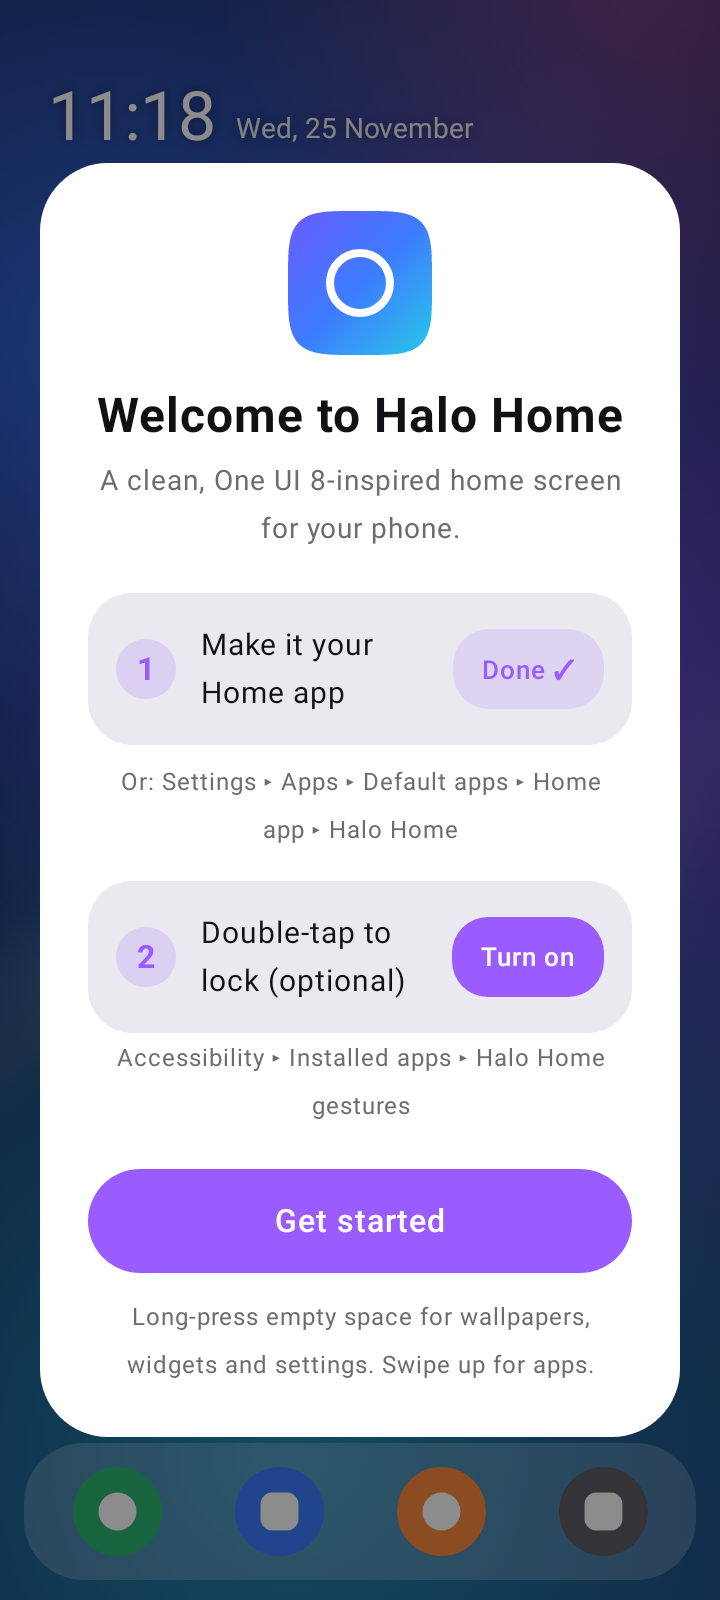 11:18 Wed, 25 November
Welcome to Halo Home
A clean, One UI 8-inspired home screen
for your phone.
1
Make it your
Home app
Done ✓
Or: Settings ▸ Apps ▸ Default apps ▸ Home
app ▸ Halo Home
2
Double-tap to
lock (optional)
Turn on
Accessibility ▸ Installed apps ▸ Halo Home
gestures
Get started
Long-press empty space for wallpapers,
widgets and settings. Swipe up for apps.